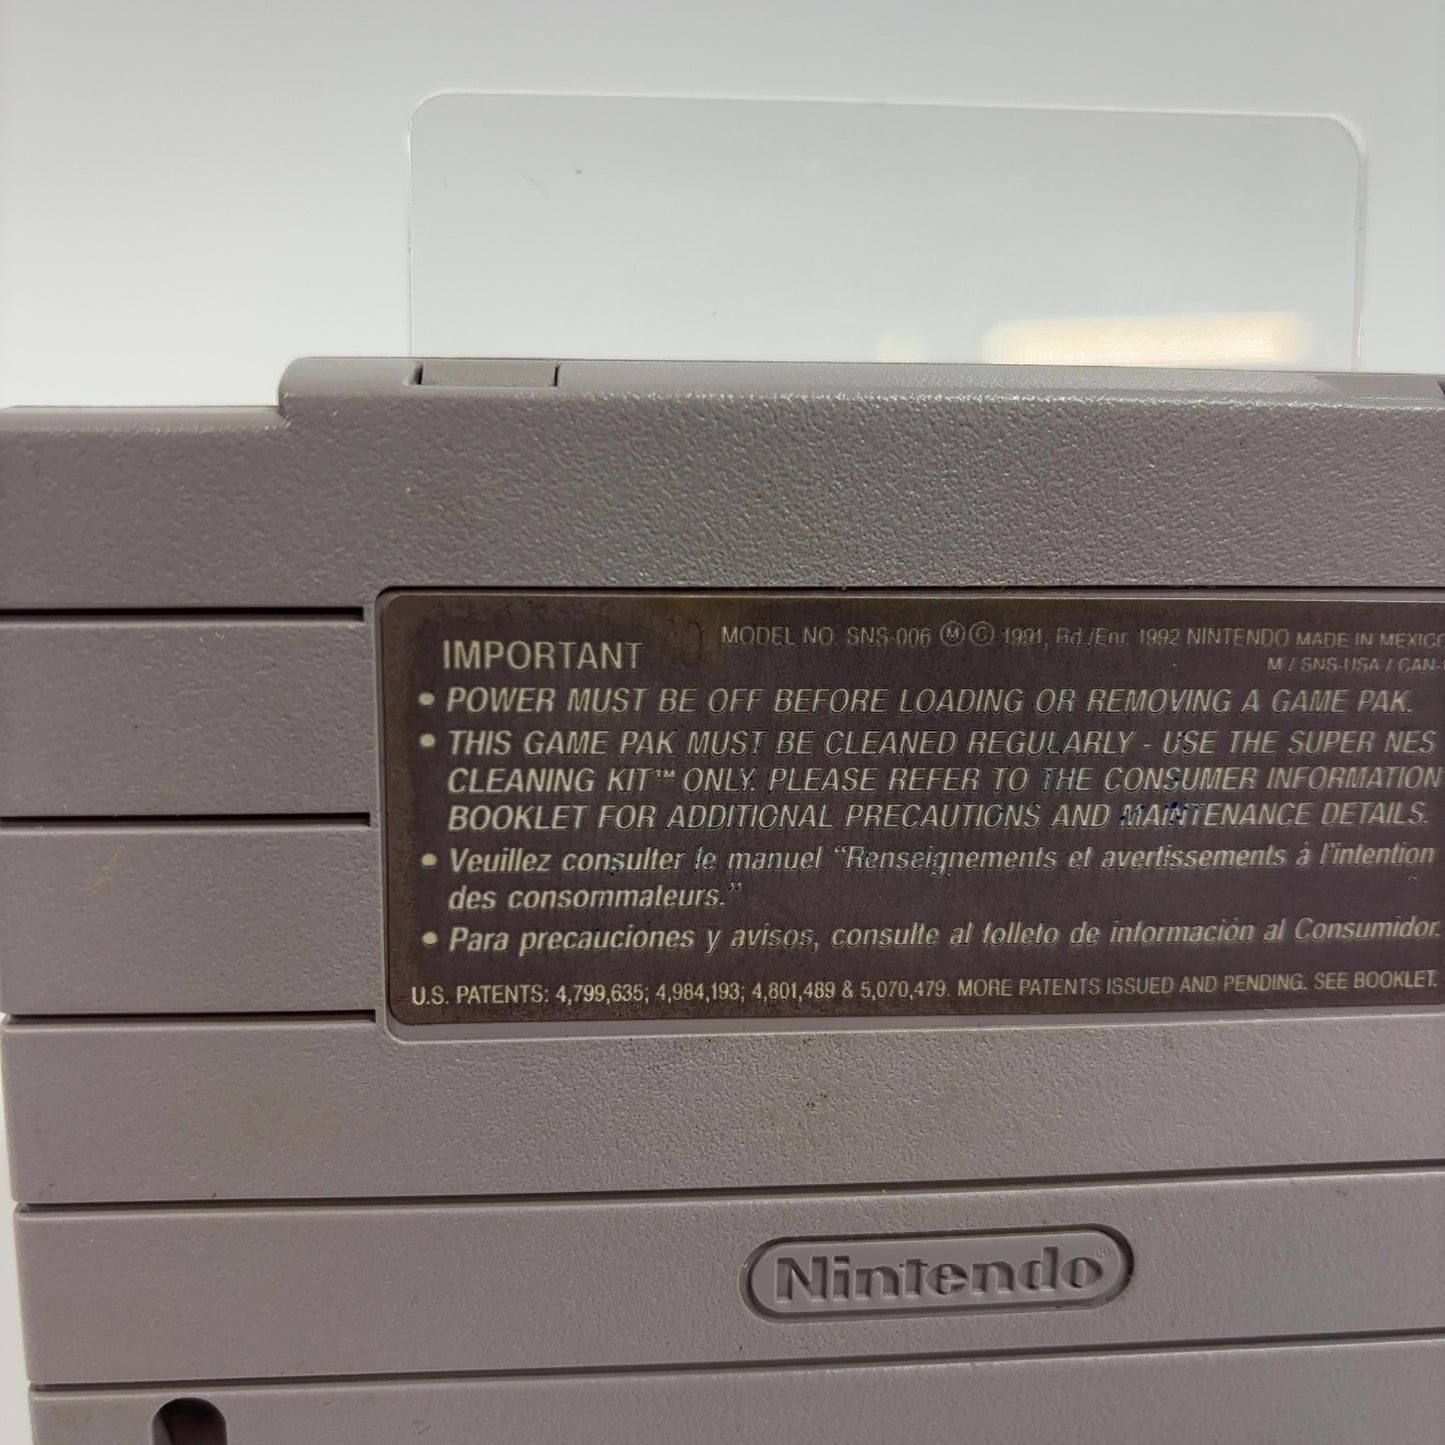 MODEL NO. SNS-006 Ⓜ© 1991, Rd./Enr. 1992 NINTENDO MADE IN MEXICO
IMPORTANT
M / SNS-USA / CAN-
• POWER MUST BE OFF BEFORE LOADING OR REMOVING A GAME PAK.
• THIS GAME PAK MUST BE CLEANED REGULARLY - USE THE SUPER NES
CLEANING KIT™ ONLY. PLEASE REFER TO THE CONSUMER INFORMATION
BOOKLET FOR ADDITIONAL PRECAUTIONS AND MAINTENANCE DETAILS.
• Veuillez consulter le manuel “Renseignements et avertissements à l'intention
des consommateurs.”
• Para precauciones y avisos, consulte al folleto de información al Consumidor.
U.S. PATENTS: 4,799,635; 4,984,193; 4,801,489 & 5,070,479. MORE PATENTS ISSUED AND PENDING. SEE BOOKLET.
Nintendo®